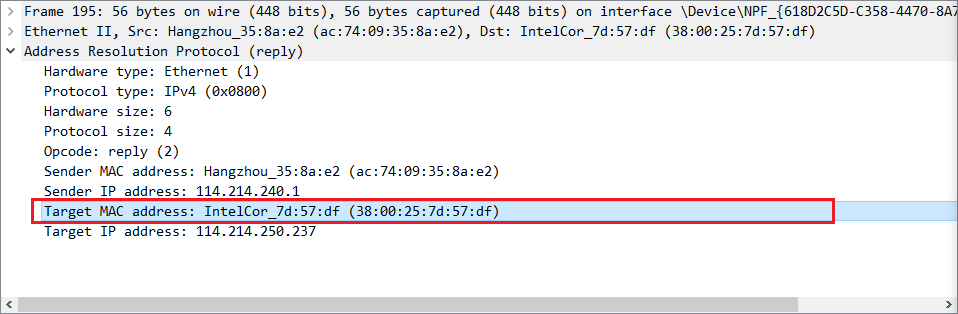 Frame 195: 56 bytes on wire (448 bits), 56 bytes captured (448 bits) on interface \Device\NPF_{618D2C5D-C358-4470-8A7
Ethernet II, Src: Hangzhou_35:8a:e2 (ac:74:09:35:8a:e2), Dst: IntelCor_7d:57:df (38:00:25:7d:57:df)
Address Resolution Protocol (reply)
Hardware type: Ethernet (1)
Protocol type: IPv4 (0x0800)
Hardware size: 6
Protocol size: 4
Opcode: reply (2)
Sender MAC address: Hangzhou_35:8a:e2 (ac:74:09:35:8a:e2)
Sender IP address: 114.214.240.1
Target MAC address: IntelCor_7d:57:df (38:00:25:7d:57:df)
Target IP address: 114.214.250.237